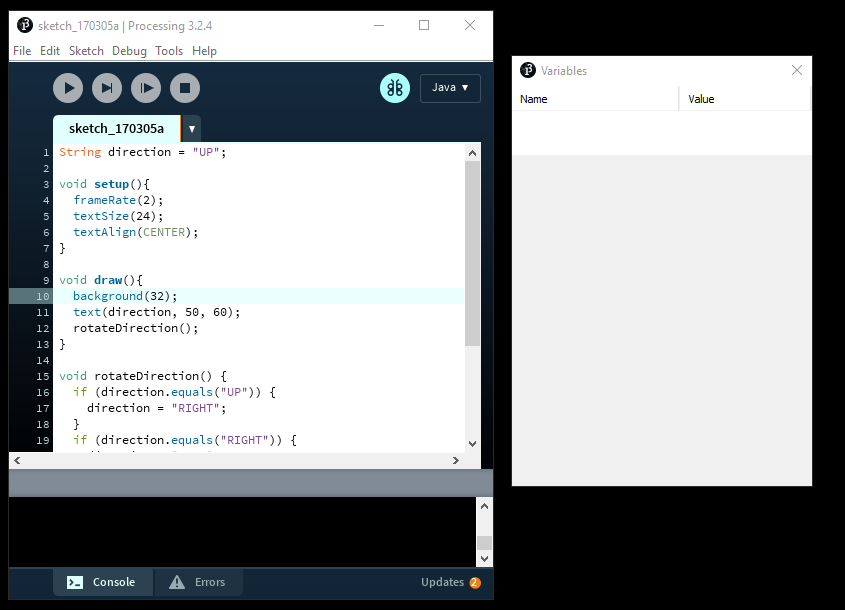 sketch_170305a | Processing 3.2.4
File Edit Sketch Debug Tools Help
Java ▼
sketch_170305a ▼
1 String direction = "UP";
2
3 void setup(){
4   frameRate(2);
5   textSize(24);
6   textAlign(CENTER);
7 }
8
9 void draw(){
10   background(32);
11   text(direction, 50, 60);
12   rotateDirection();
13 }
14
15 void rotateDirection() {
16   if (direction.equals("UP")) {
17     direction = "RIGHT";
18   }
19   if (direction.equals("RIGHT")) {
Console Errors Updates 2
Variables
Name Value